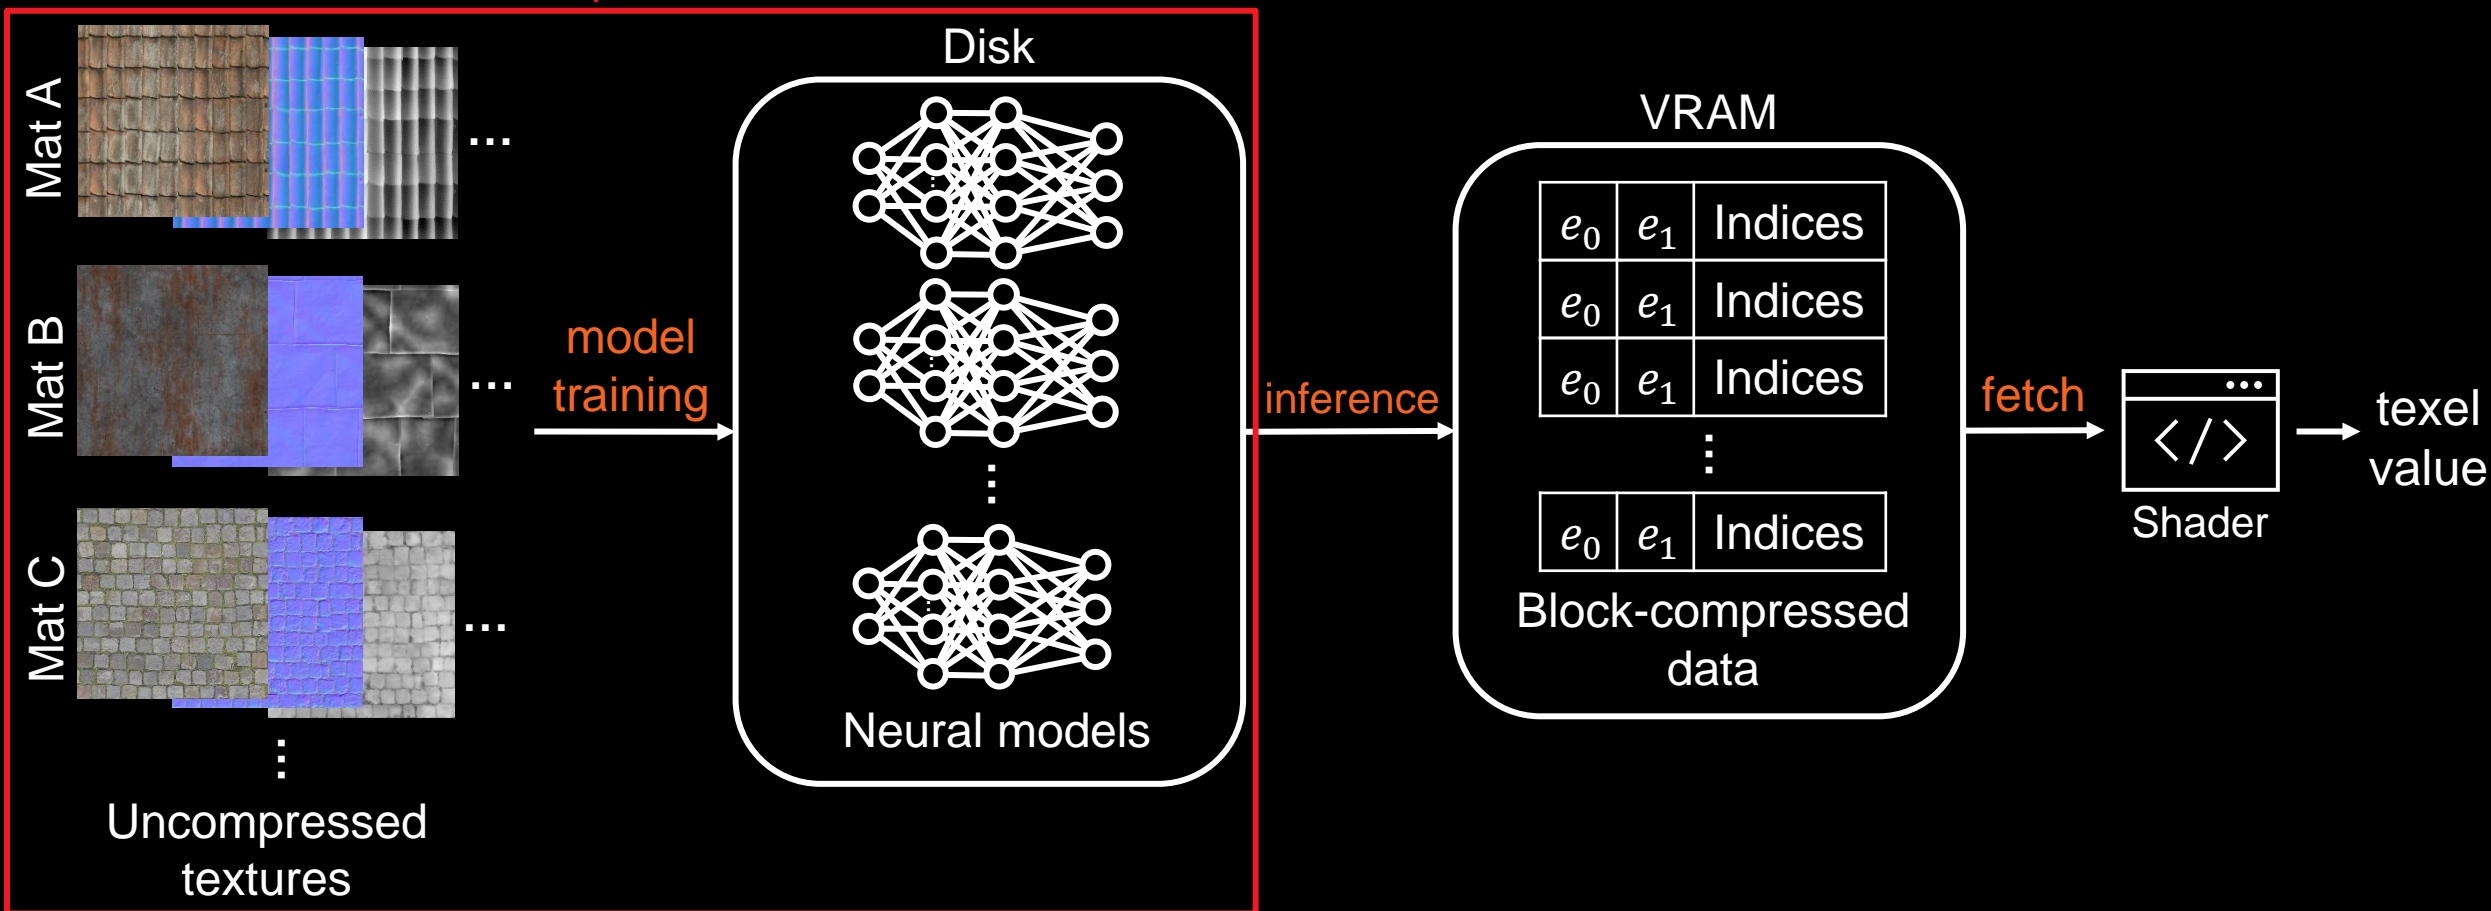 Mat A
...
Mat B
...
Mat C
...
⋮
Uncompressed
textures
model
training
Disk
⋮
Neural models
inference
VRAM
e₀ e₁ Indices
e₀ e₁ Indices
e₀ e₁ Indices
⋮
e₀ e₁ Indices
Block-compressed
data
fetch
</>
Shader
texel
value